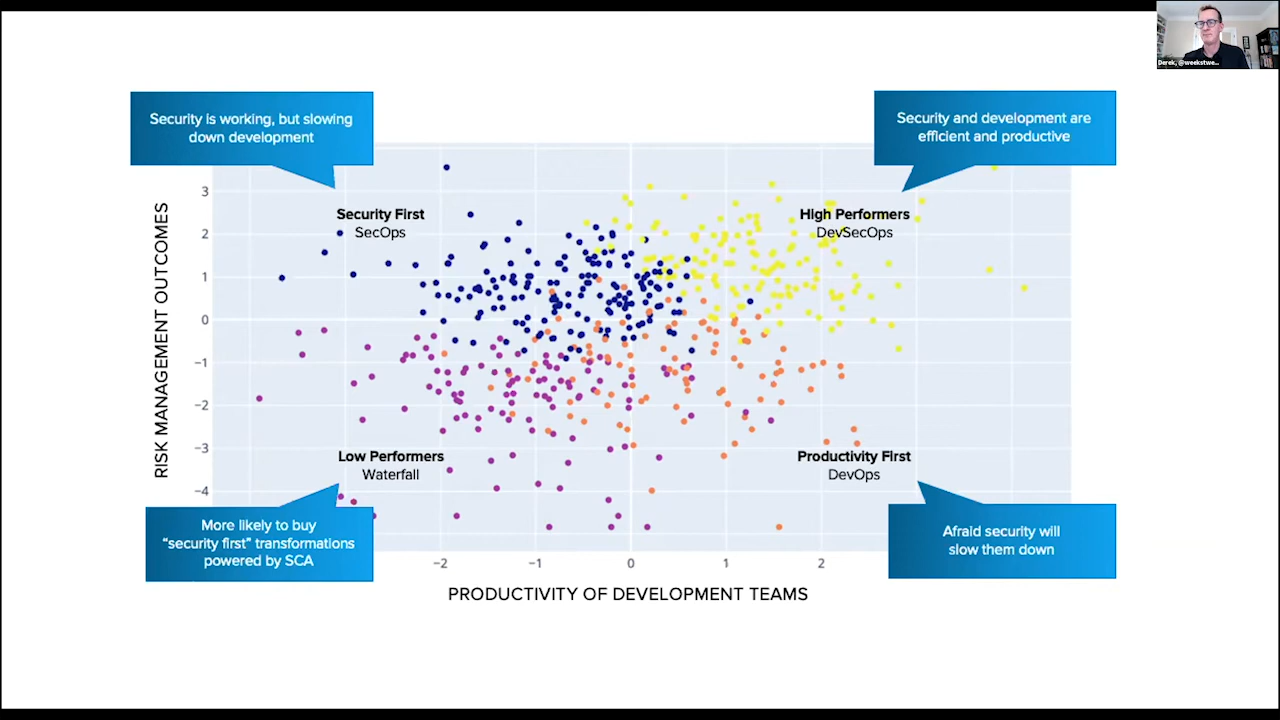 Derek, @weekstwe...
Security is working, but slowing
down development
Security and development are
efficient and productive
RISK MANAGEMENT OUTCOMES
3
2
1
0
−1
−2
−3
−4
Security First
SecOps
High Performers
DevSecOps
Low Performers
Waterfall
Productivity First
DevOps
More likely to buy
“security first” transformations
powered by SCA
Afraid security will
slow them down
−2
−1
0
1
2
PRODUCTIVITY OF DEVELOPMENT TEAMS